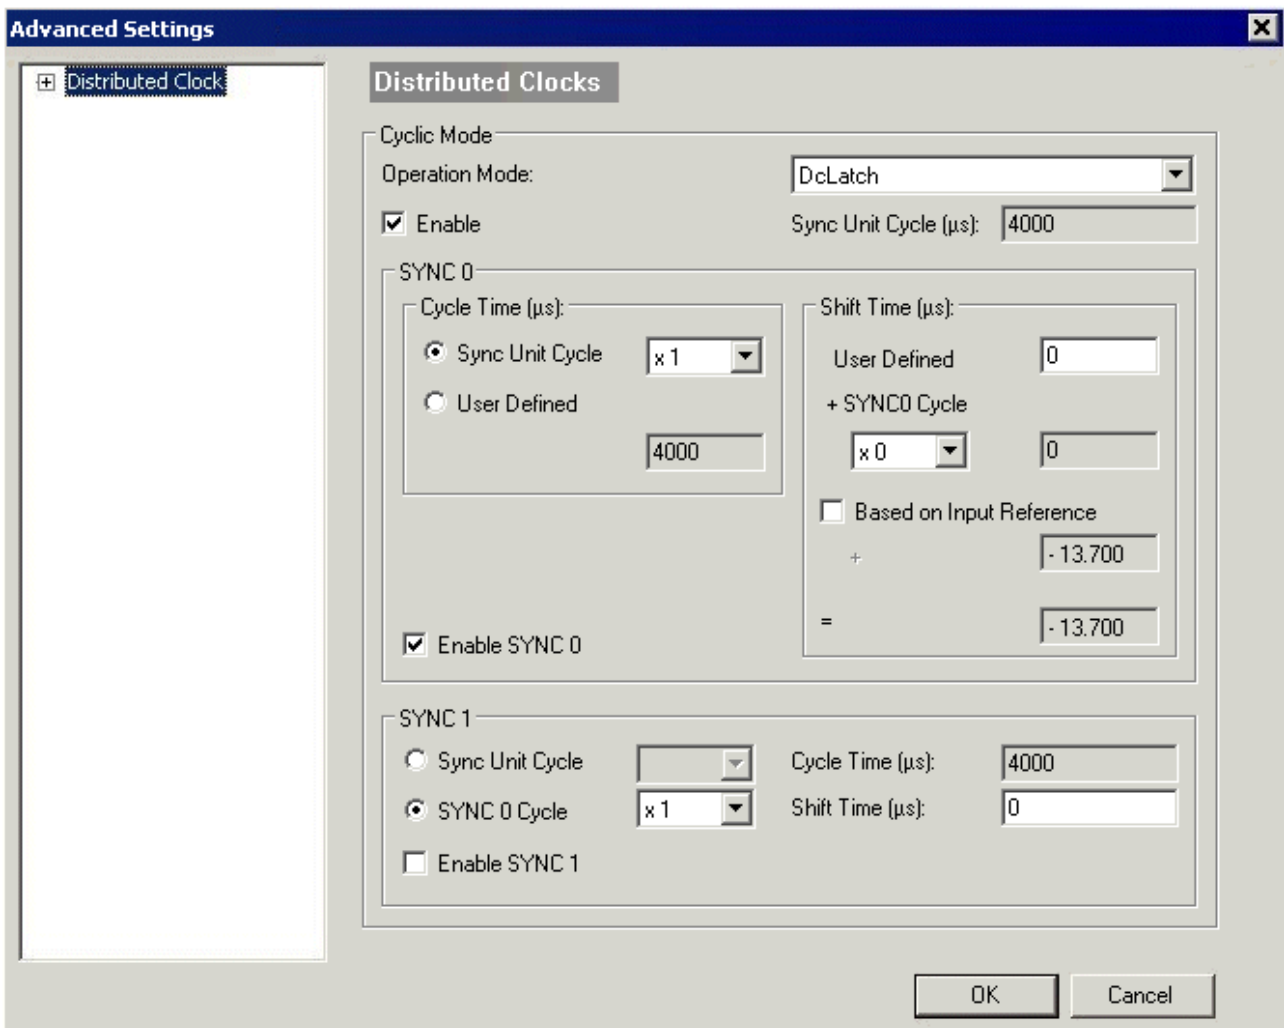 Advanced Settings
Distributed Clock
Distributed Clocks
Cyclic Mode
Operation Mode: DcLatch
Enable Sync Unit Cycle (µs): 4000
SYNC 0
Cycle Time (µs): Shift Time (µs):
Sync Unit Cycle x 1 User Defined 0
User Defined + SYNC0 Cycle
4000 x 0 0
Based on Input Reference
+ - 13.700
= - 13.700
Enable SYNC 0
SYNC 1
Sync Unit Cycle Cycle Time (µs): 4000
SYNC 0 Cycle x 1 Shift Time (µs): 0
Enable SYNC 1
OK Cancel